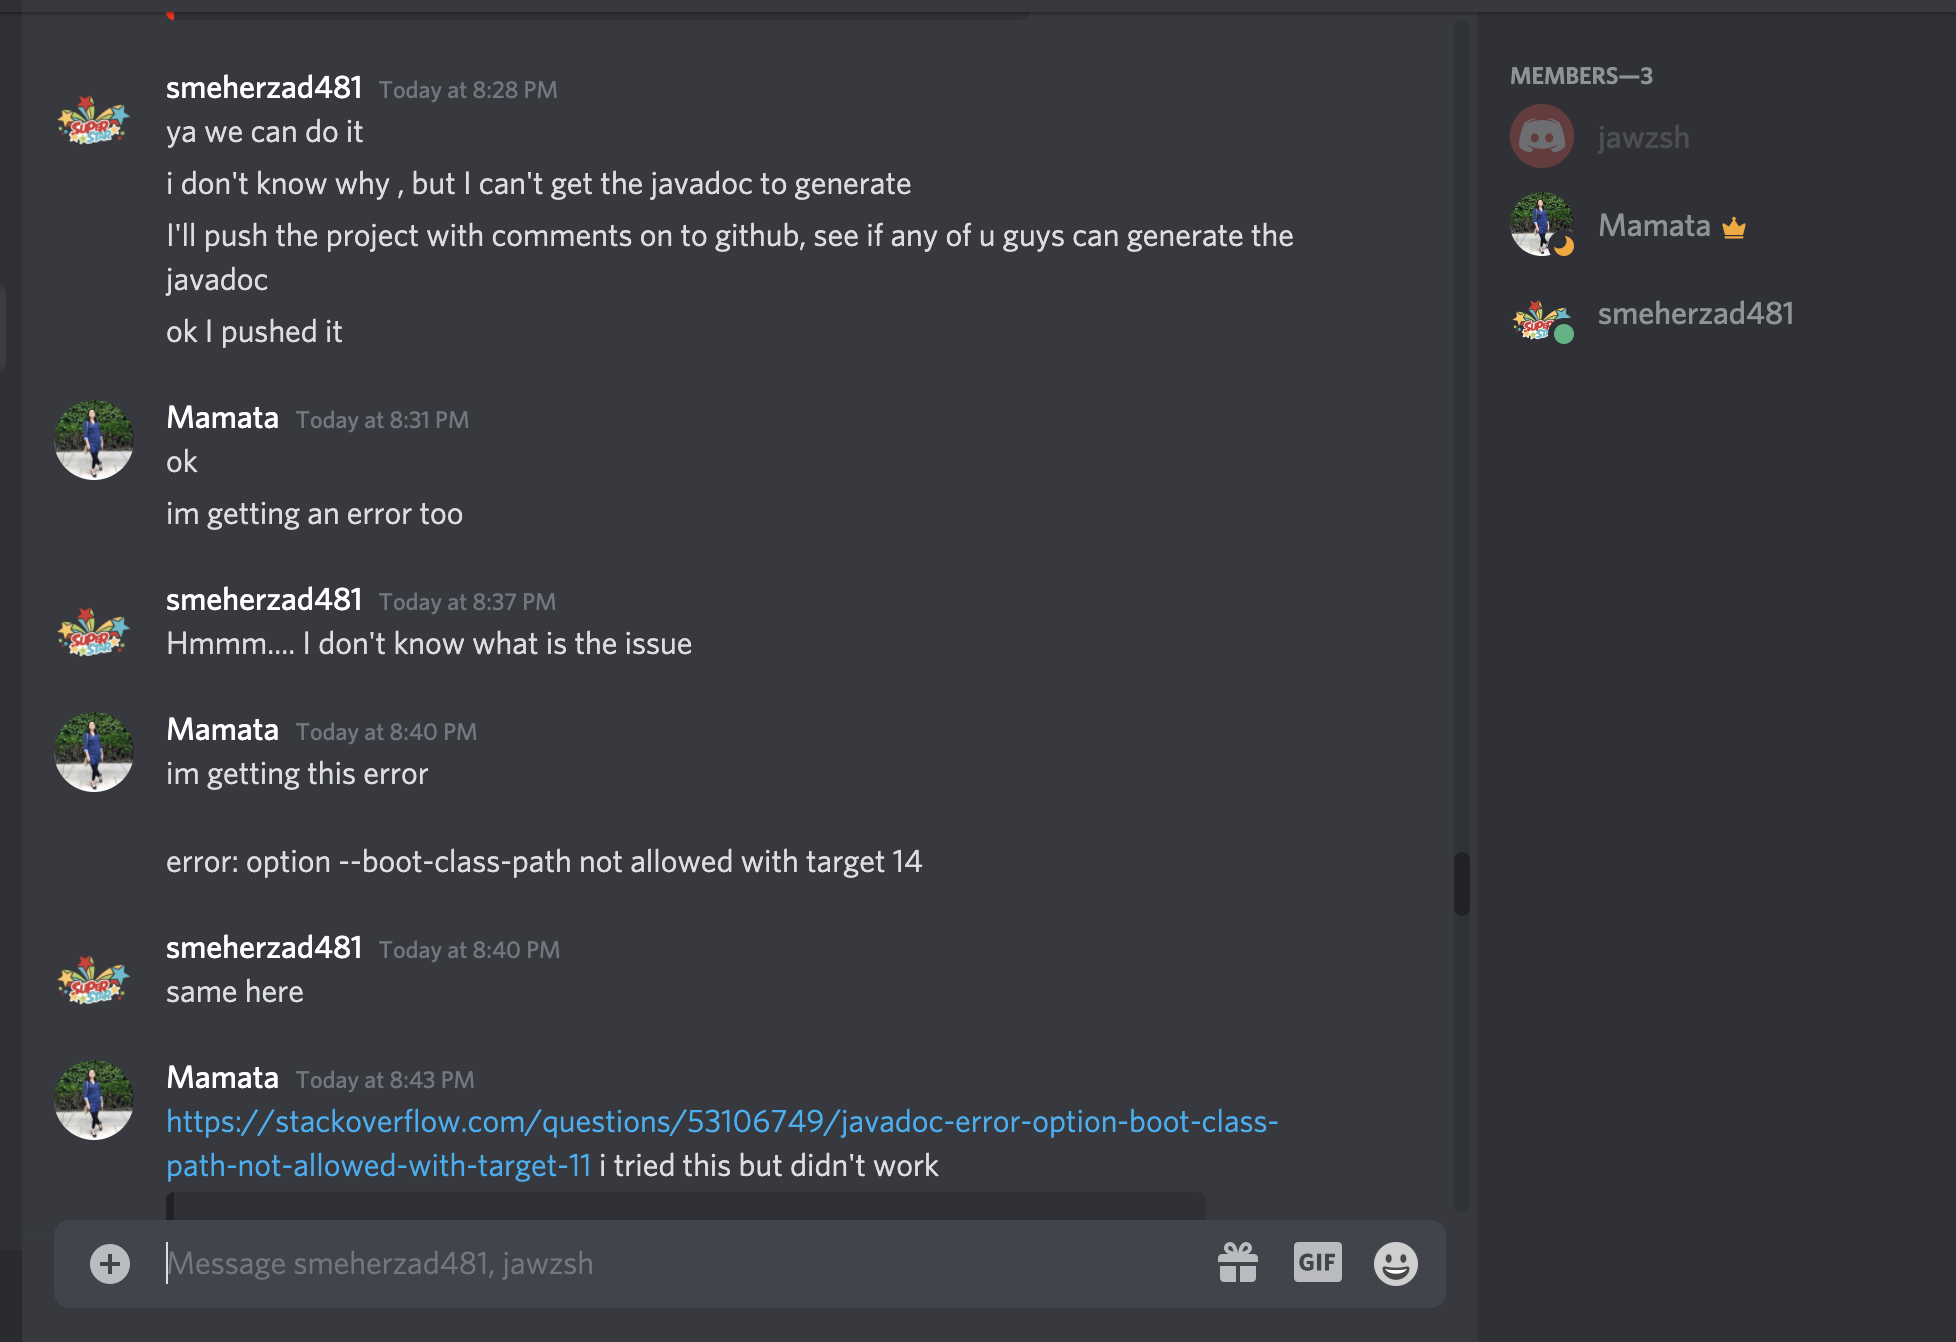 smeherzad481 Today at 8:28 PM
ya we can do it
i don't know why , but I can't get the javadoc to generate
I'll push the project with comments on to github, see if any of u guys can generate the
javadoc
ok I pushed it
Mamata Today at 8:31 PM
ok
im getting an error too
smeherzad481 Today at 8:37 PM
Hmmm.... I don't know what is the issue
Mamata Today at 8:40 PM
im getting this error
error: option --boot-class-path not allowed with target 14
smeherzad481 Today at 8:40 PM
same here
Mamata Today at 8:43 PM
https://stackoverflow.com/questions/53106749/javadoc-error-option-boot-class-
path-not-allowed-with-target-11 i tried this but didn't work
Message smeherzad481, jawzsh
GIF
MEMBERS—3
jawzsh
Mamata
smeherzad481
SUPER
STAR